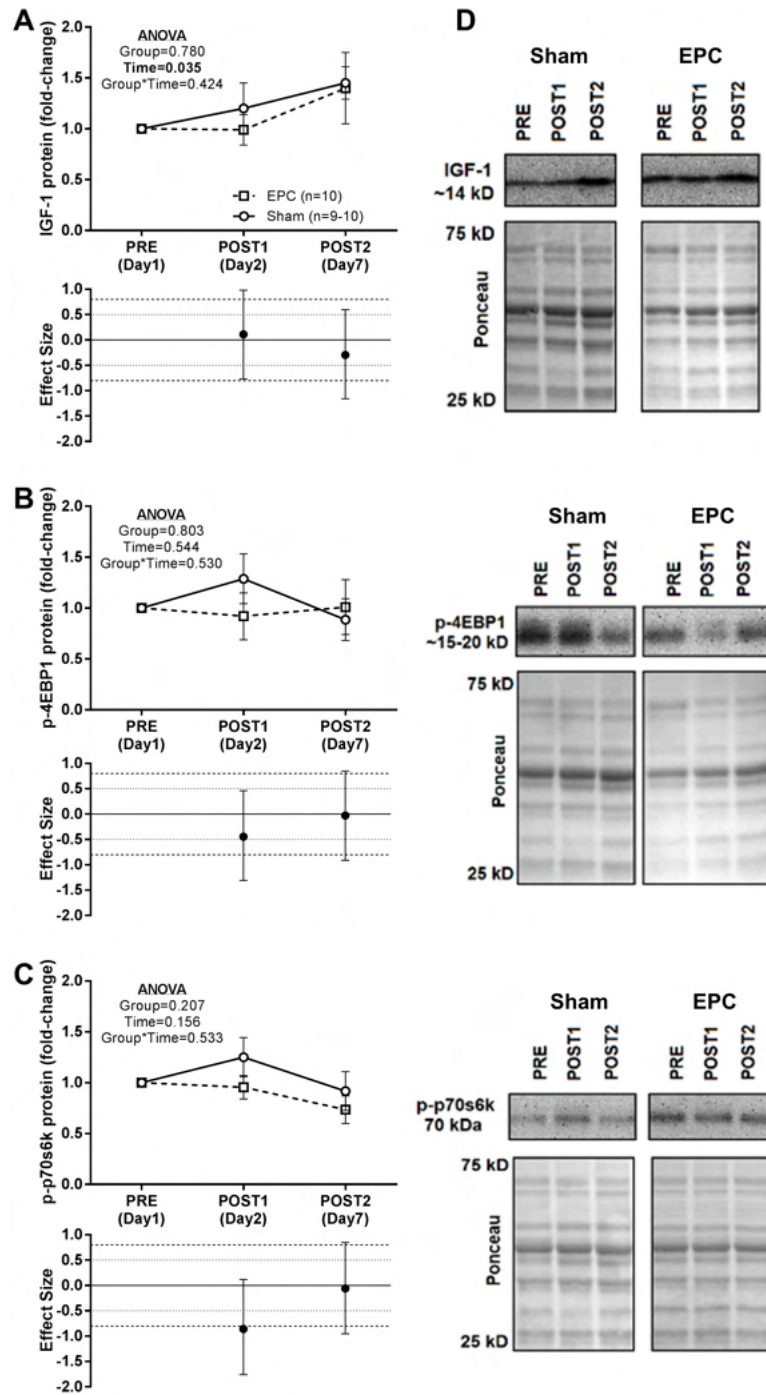 A
ANOVA
Group=0.780
Time=0.035
Group*Time=0.424
IGF-1 protein (fold-change)
2.0
1.5
1.0
0.5
0.0
EPC (n=10)
Sham (n=9-10)
PRE
(Day1)
POST1
(Day2)
POST2
(Day7)
Effect Size
1.0
0.5
0.0
-0.5
-1.0
-1.5
-2.0
B
ANOVA
Group=0.803
Time=0.544
Group*Time=0.530
p-4EBP1 protein (fold-change)
2.0
1.5
1.0
0.5
0.0
PRE
(Day1)
POST1
(Day2)
POST2
(Day7)
Effect Size
1.0
0.5
0.0
-0.5
-1.0
-1.5
-2.0
C
ANOVA
Group=0.207
Time=0.156
Group*Time=0.533
p-p70s6k protein (fold-change)
2.0
1.5
1.0
0.5
0.0
PRE
(Day1)
POST1
(Day2)
POST2
(Day7)
Effect Size
1.0
0.5
0.0
-0.5
-1.0
-1.5
-2.0
D
Sham
EPC
PRE
POST1
POST2
PRE
POST1
POST2
IGF-1
~14 kD
75 kD
Ponceau
25 kD
Sham
EPC
PRE
POST1
POST2
PRE
POST1
POST2
p-4EBP1
~15-20 kD
75 kD
Ponceau
25 kD
Sham
EPC
PRE
POST1
POST2
PRE
POST1
POST2
p-p70s6k
70 kDa
75 kD
Ponceau
25 kD